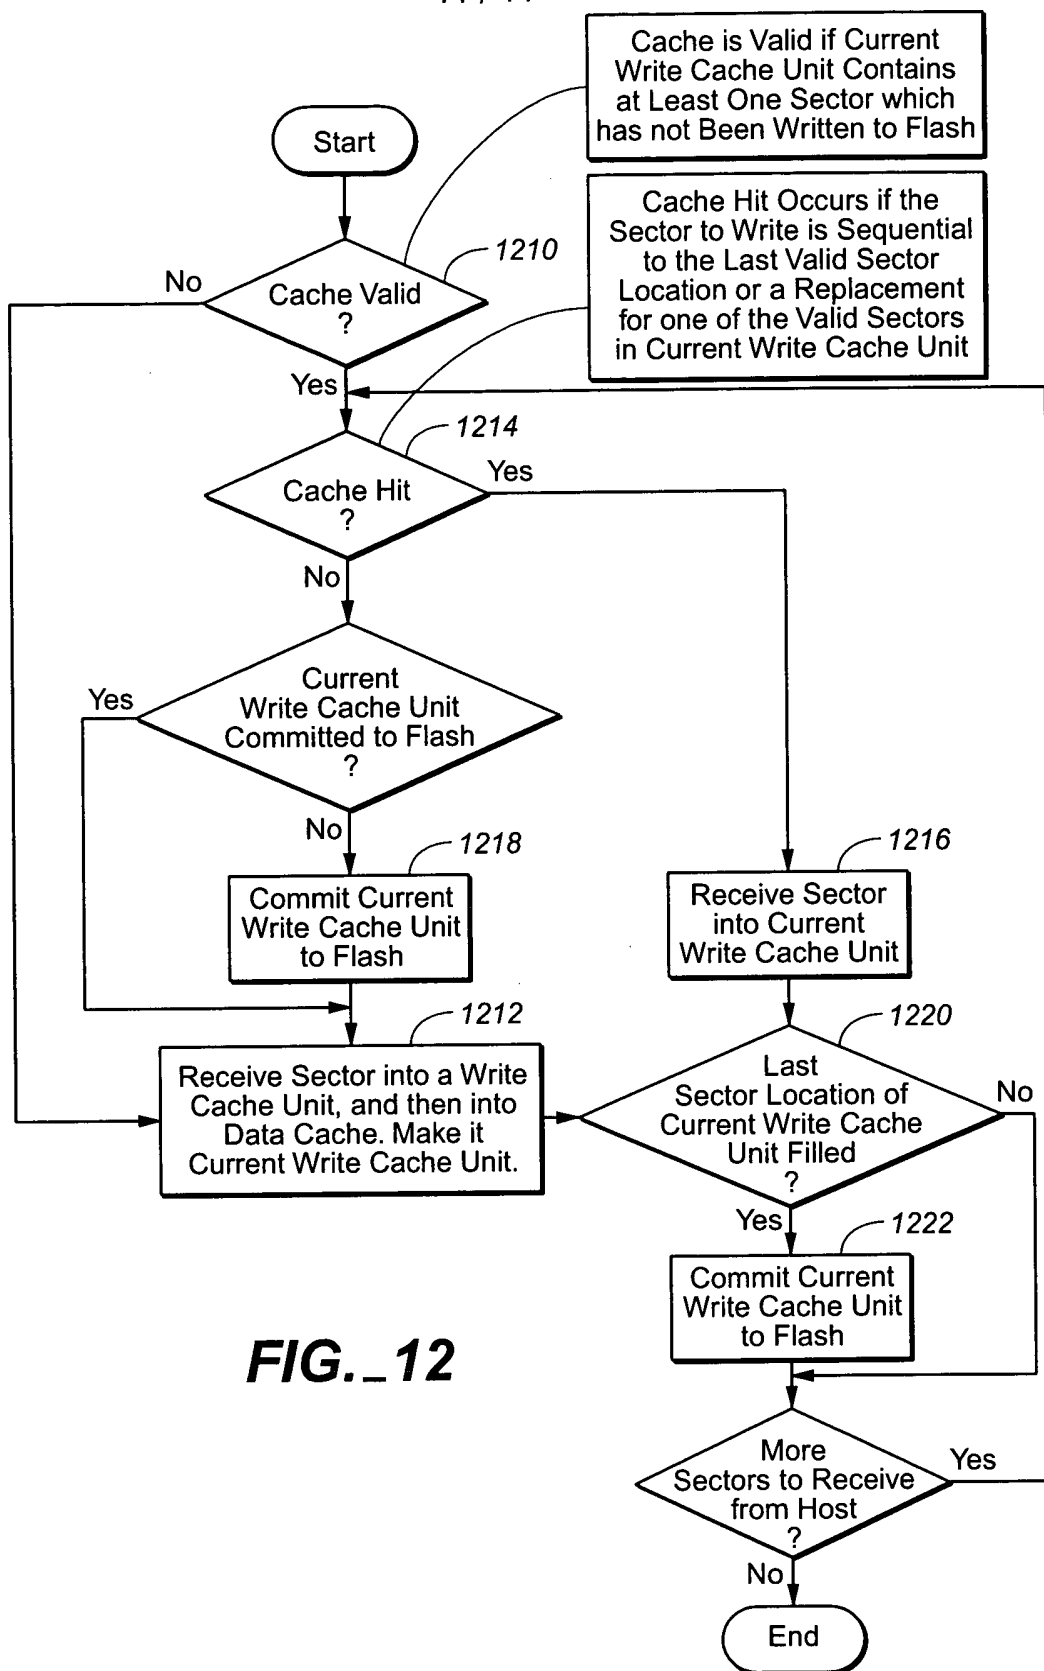 Cache is Valid if Current
Write Cache Unit Contains
at Least One Sector which
has not Been Written to Flash
Start
Cache Hit Occurs if the
Sector to Write is Sequential
to the Last Valid Sector
Location or a Replacement
for one of the Valid Sectors
in Current Write Cache Unit
1210
No
Cache Valid
?
Yes
1214
Cache Hit
?
Yes
No
Current
Write Cache Unit
Committed to Flash
?
Yes
No
1218
Commit Current
Write Cache Unit
to Flash
1216
Receive Sector
into Current
Write Cache Unit
1212
Receive Sector into a Write
Cache Unit, and then into
Data Cache. Make it
Current Write Cache Unit.
1220
Last
Sector Location of
Current Write Cache
Unit Filled
?
No
Yes
1222
Commit Current
Write Cache Unit
to Flash
FIG._12
More
Sectors to Receive
from Host
?
Yes
No
End